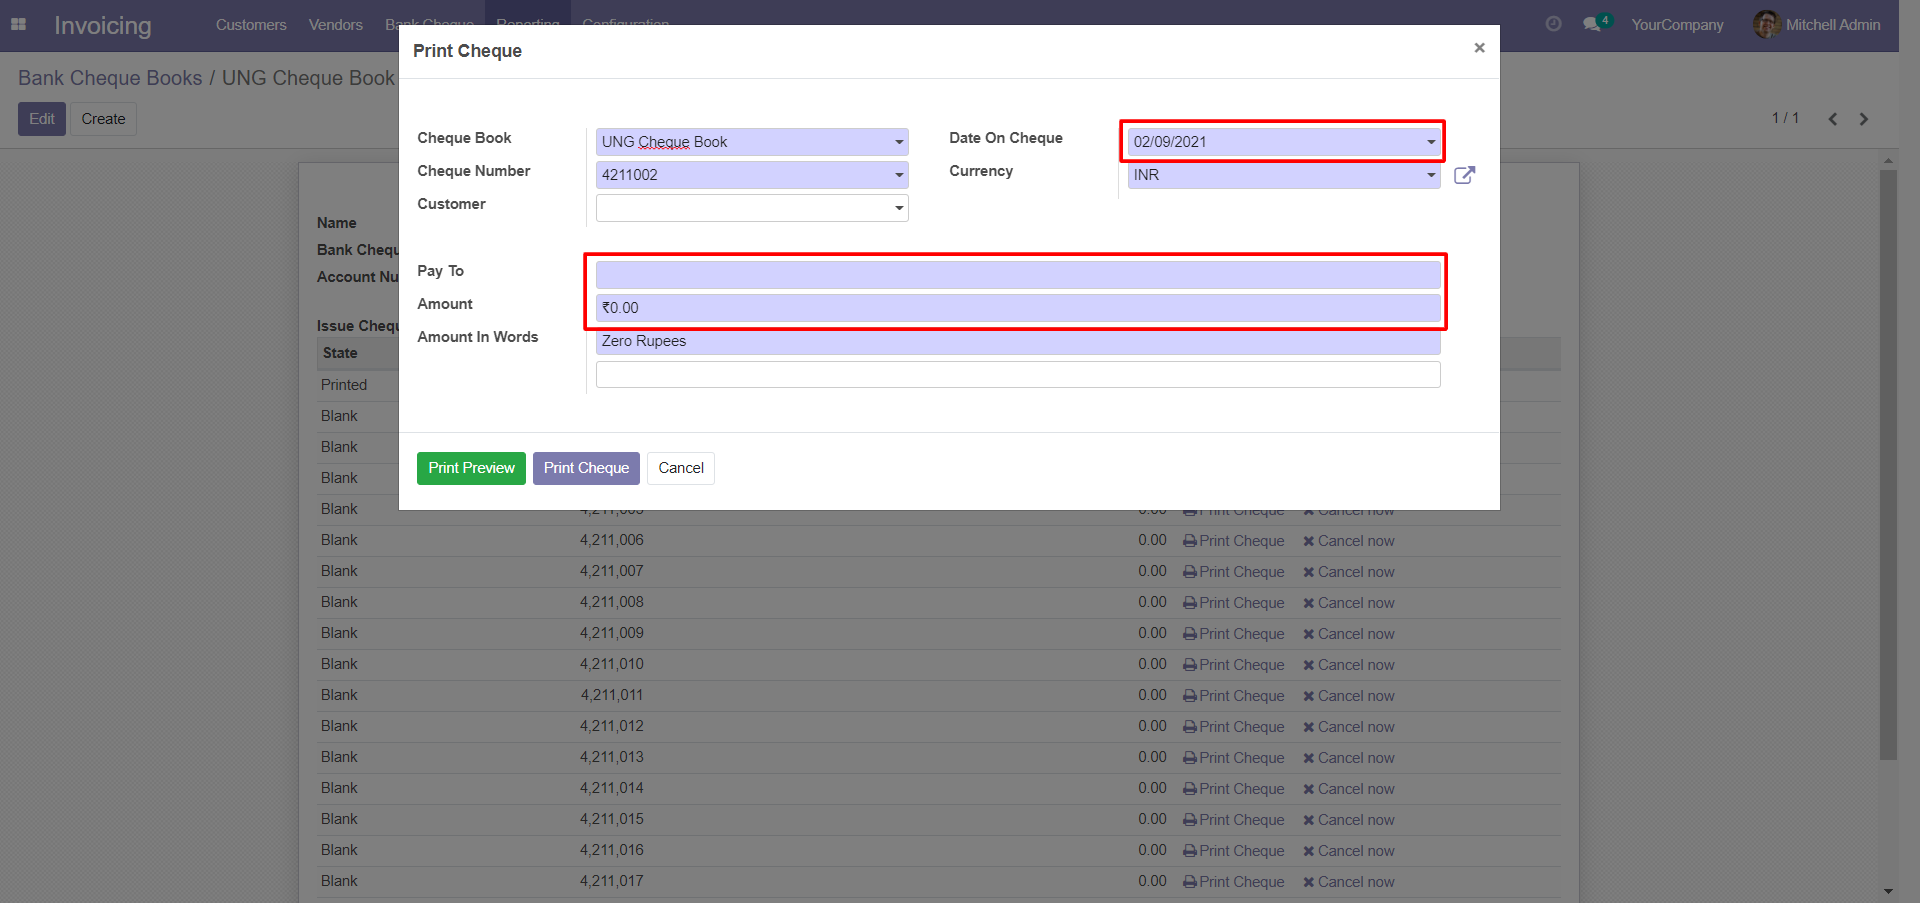 Invoicing Customers Vendors Bank Cheque Reporting Configuration 4 YourCompany Mitchell Admin
Print Cheque ×
Bank Cheque Books / UNG Cheque Book
Edit Create
1 / 1
Cheque Book UNG Cheque Book Date On Cheque 02/09/2021
Cheque Number 4211002 Currency INR
Customer
Name
Bank Chequ
Account Nu
Pay To
Amount ₹0.00
Issue Chequ
Amount In Words Zero Rupees
State
Printed
Blank
Blank
Print Preview Print Cheque Cancel
Blank
Blank 4,211,005 0.00 Print Cheque Cancel now
Blank 4,211,006 0.00 Print Cheque Cancel now
Blank 4,211,007 0.00 Print Cheque Cancel now
Blank 4,211,008 0.00 Print Cheque Cancel now
Blank 4,211,009 0.00 Print Cheque Cancel now
Blank 4,211,010 0.00 Print Cheque Cancel now
Blank 4,211,011 0.00 Print Cheque Cancel now
Blank 4,211,012 0.00 Print Cheque Cancel now
Blank 4,211,013 0.00 Print Cheque Cancel now
Blank 4,211,014 0.00 Print Cheque Cancel now
Blank 4,211,015 0.00 Print Cheque Cancel now
Blank 4,211,016 0.00 Print Cheque Cancel now
Blank 4,211,017 0.00 Print Cheque Cancel now